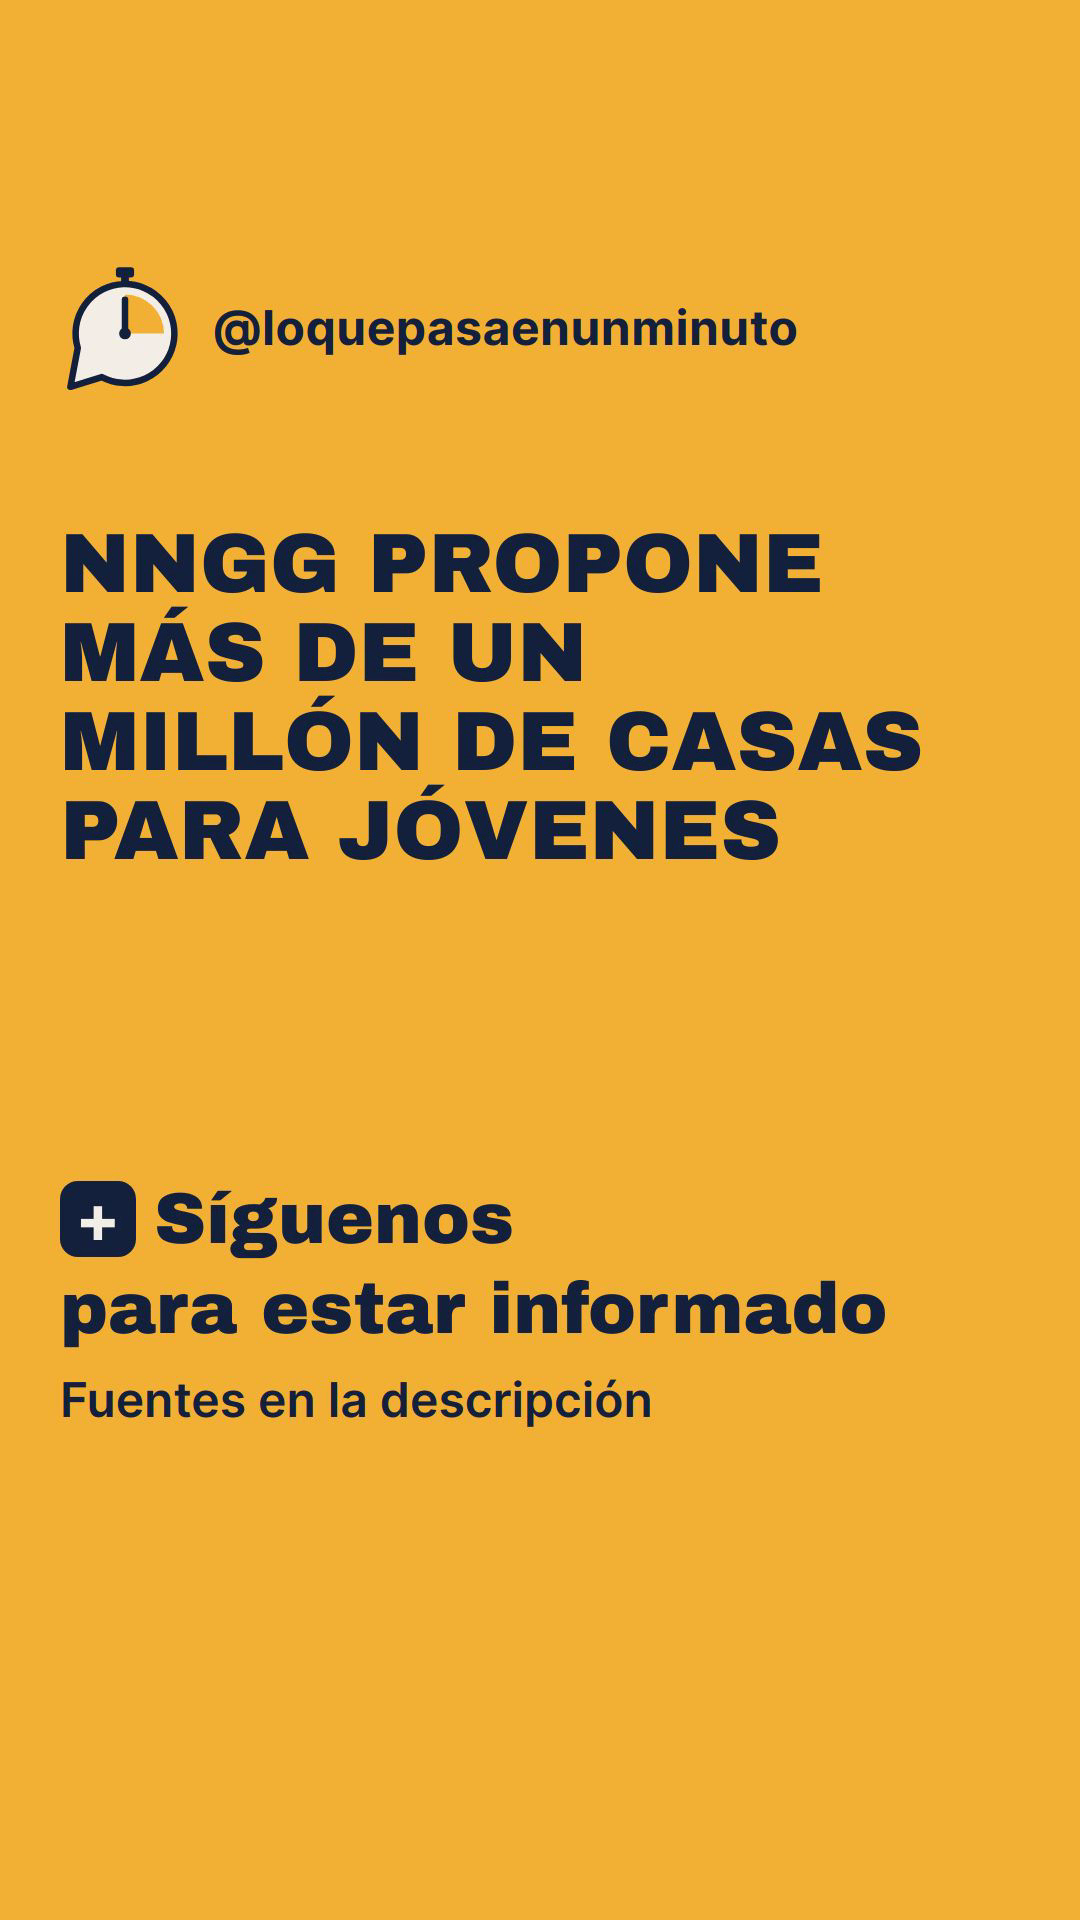 @loquepasaenunminuto
NNGG PROPONE
MÁS DE UN
MILLÓN DE CASAS
PARA JÓVENES
+ Síguenos
para estar informado
Fuentes en la descripción